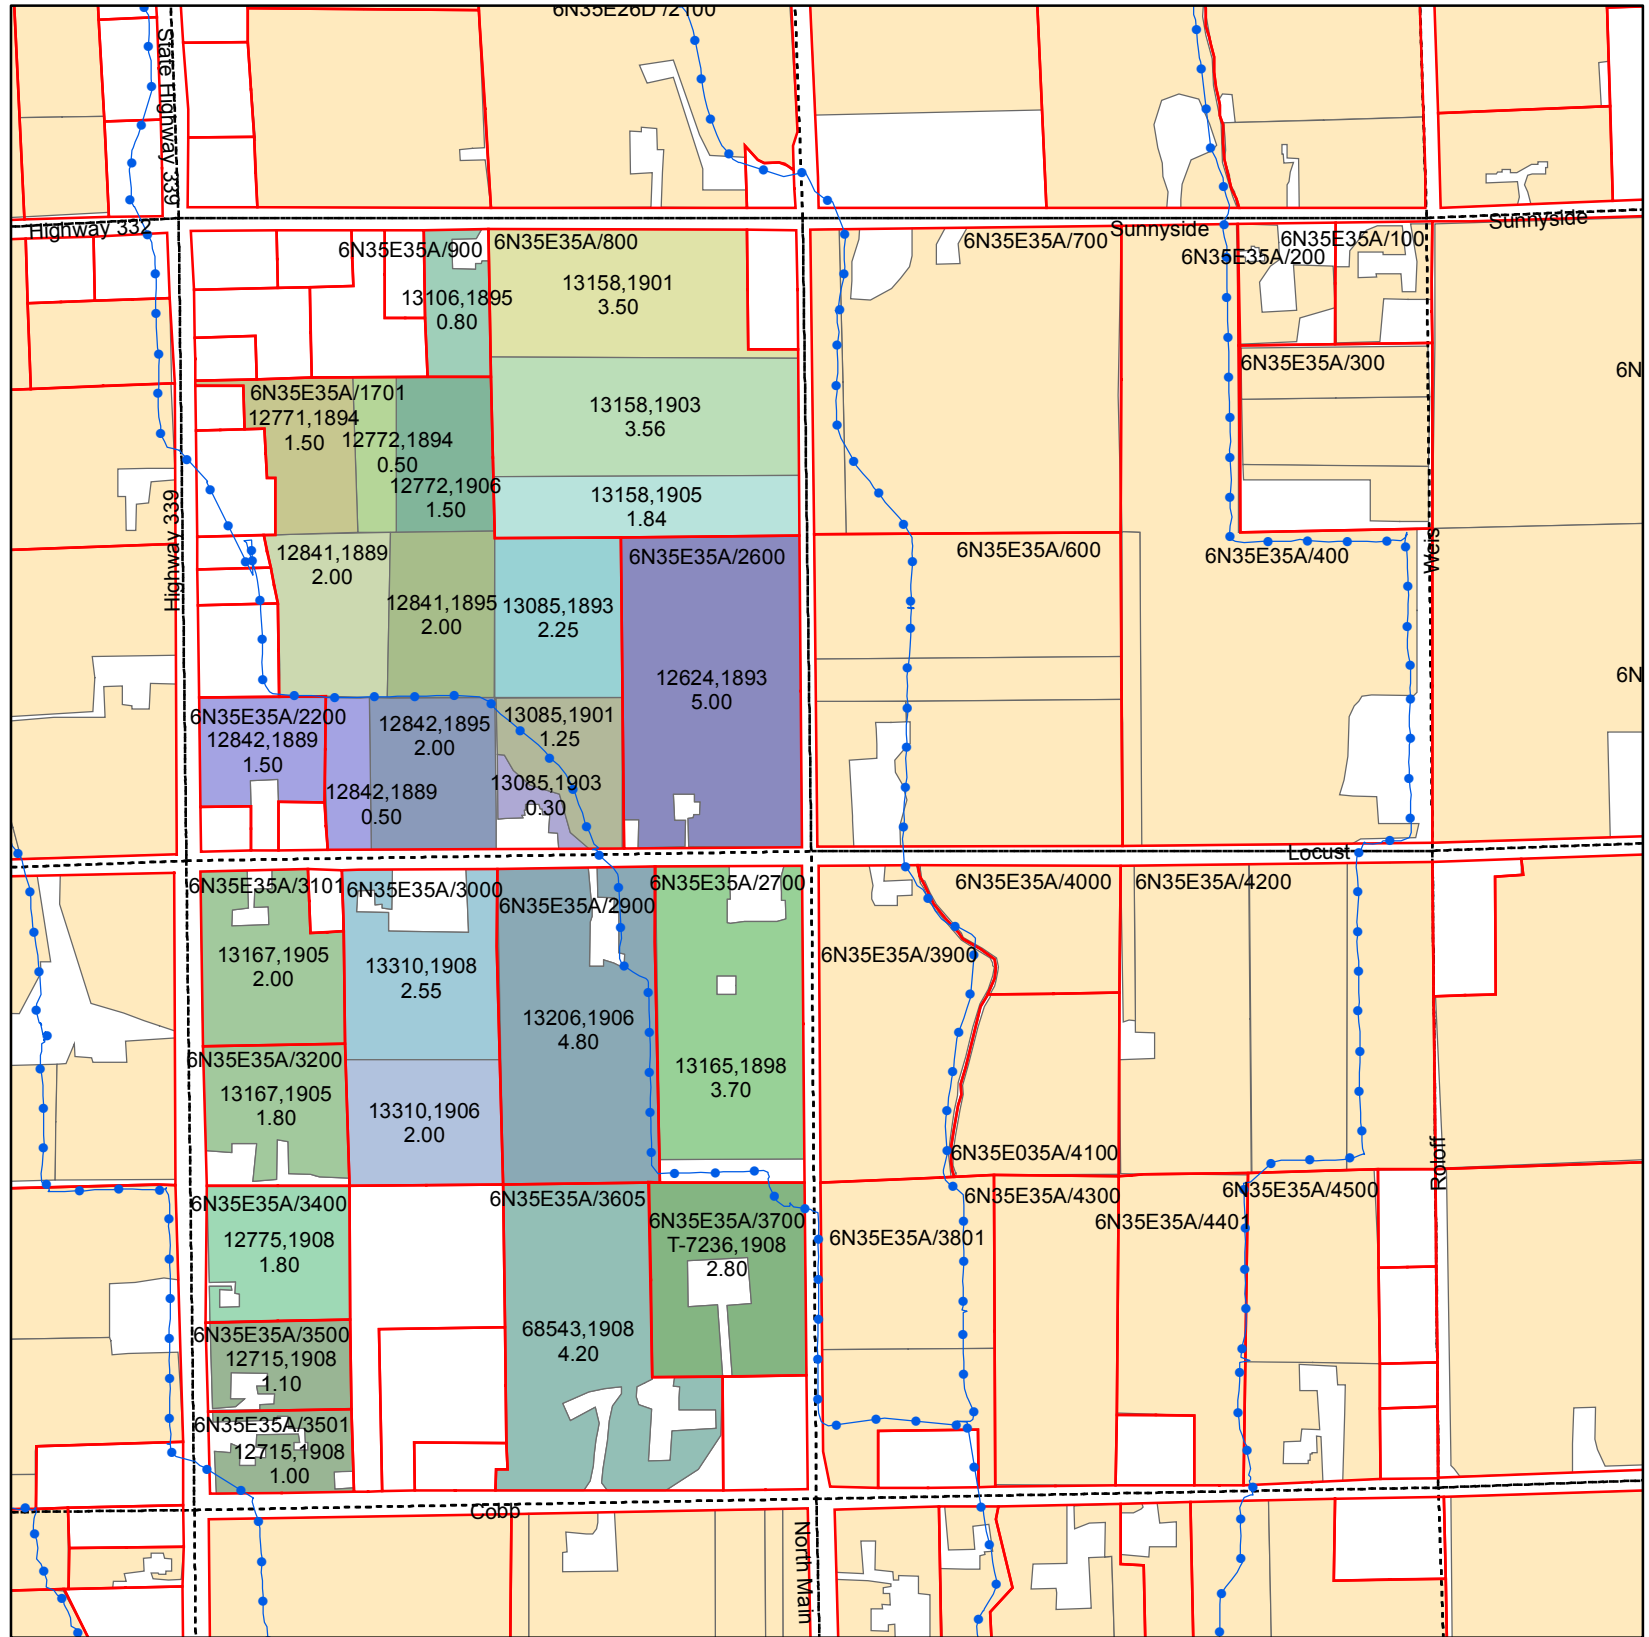 6N35E26D /2100
State Highway 339
Highway 332
Sunnyside
Sunnyside
6N35E35A/900
6N35E35A/800
6N35E35A/700
6N35E35A/200
6N35E35A/100
13106,1895
0.80
13158,1901
3.50
6N35E35A/300
6N
6N35E35A/1701
12771,1894
1.50
12772,1894
0.50
12772,1906
1.50
13158,1903
3.56
13158,1905
1.84
Highway 339
12841,1889
2.00
12841,1895
2.00
13085,1893
2.25
6N35E35A/2600
12624,1893
5.00
6N35E35A/600
6N35E35A/400
Weis
6N
6N35E35A/2200
12842,1889
1.50
12842,1889
0.50
12842,1895
2.00
13085,1901
1.25
13085,1903
0.30
Locust
6N35E35A/3101
13167,1905
2.00
6N35E35A/3000
13310,1908
2.55
6N35E35A/2900
13206,1906
4.80
6N35E35A/2700
13165,1898
3.70
6N35E35A/4000
6N35E35A/4200
6N35E35A/3900
6N35E35A/3200
13167,1905
1.80
13310,1906
2.00
6N35E035A/4100
Roloff
6N35E35A/3400
12775,1908
1.80
6N35E35A/3605
68543,1908
4.20
6N35E35A/3700
T-7236,1908
2.80
6N35E35A/3801
6N35E35A/4300
6N35E35A/4401
6N35E35A/4500
6N35E35A/3500
12715,1908
1.10
6N35E35A/3501
12715,1908
1.00
Cobb
North Main